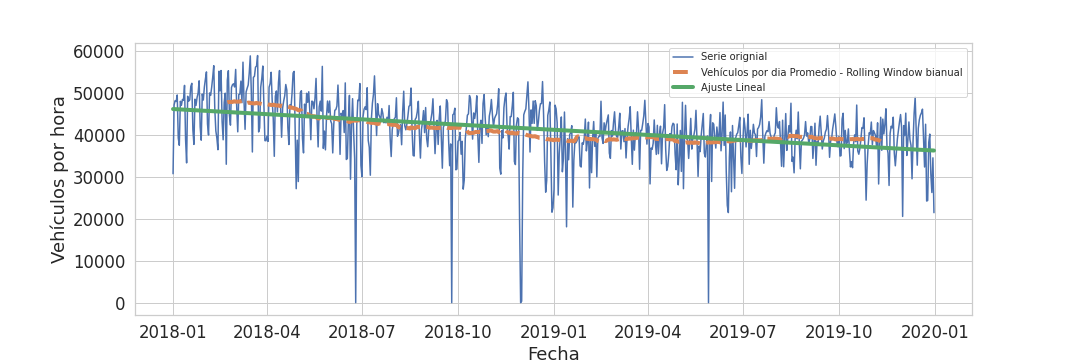 60000
50000
40000
30000
20000
10000
0
Vehículos por hora
Serie orignial
Vehículos por dia Promedio - Rolling Window bianual
Ajuste Lineal
2018-01 2018-04 2018-07 2018-10 2019-01 2019-04 2019-07 2019-10 2020-01
Fecha